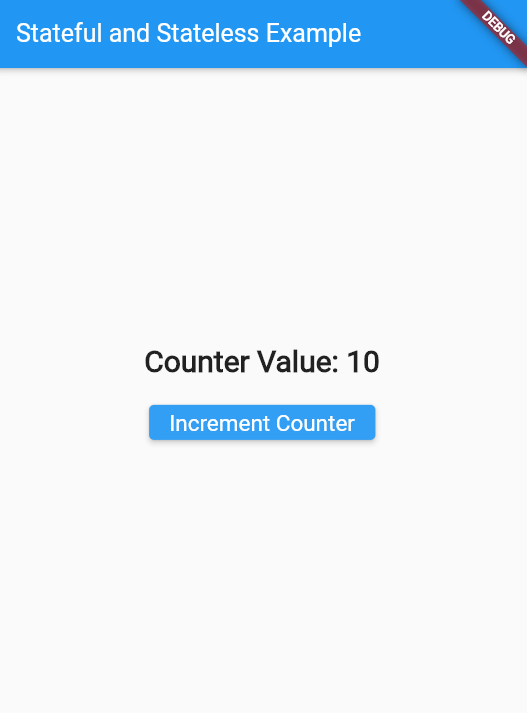 Stateful and Stateless Example
DEBUG
Counter Value: 10
Increment Counter